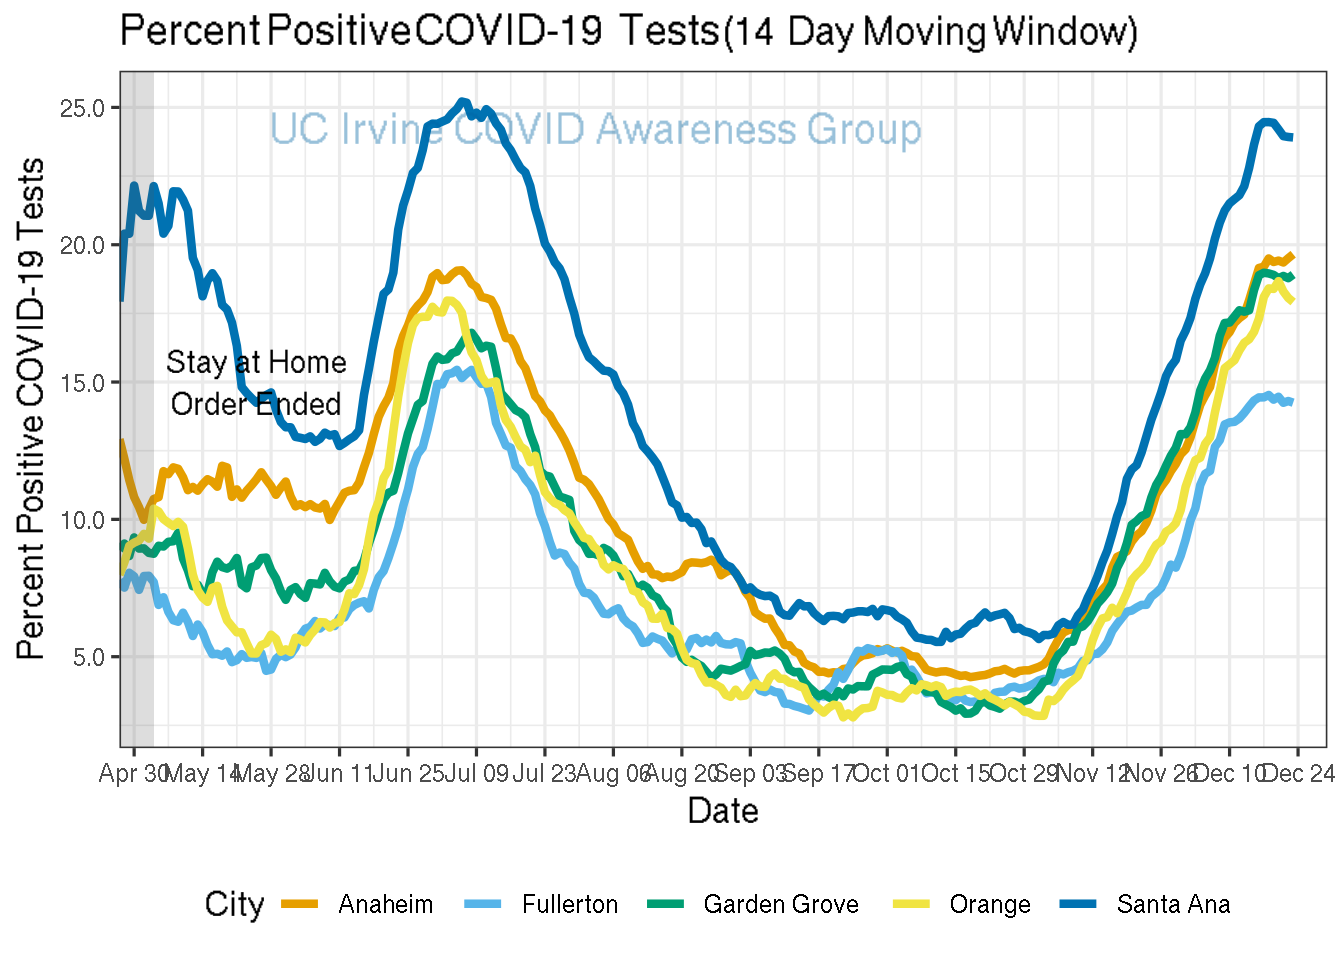 Percent Positive COVID-19 Tests (14 Day Moving Window)
UC Irvine COVID Awareness Group
Percent Positive COVID-19 Tests
25.0
20.0
15.0
10.0
5.0
Stay at Home
Order Ended
Apr 30 May 14 May 28 Jun 11 Jun 25 Jul 09 Jul 23 Aug 06 Aug 20 Sep 03 Sep 17 Oct 01 Oct 15 Oct 29 Nov 12 Nov 26 Dec 10 Dec 24
Date
City Anaheim Fullerton Garden Grove Orange Santa Ana